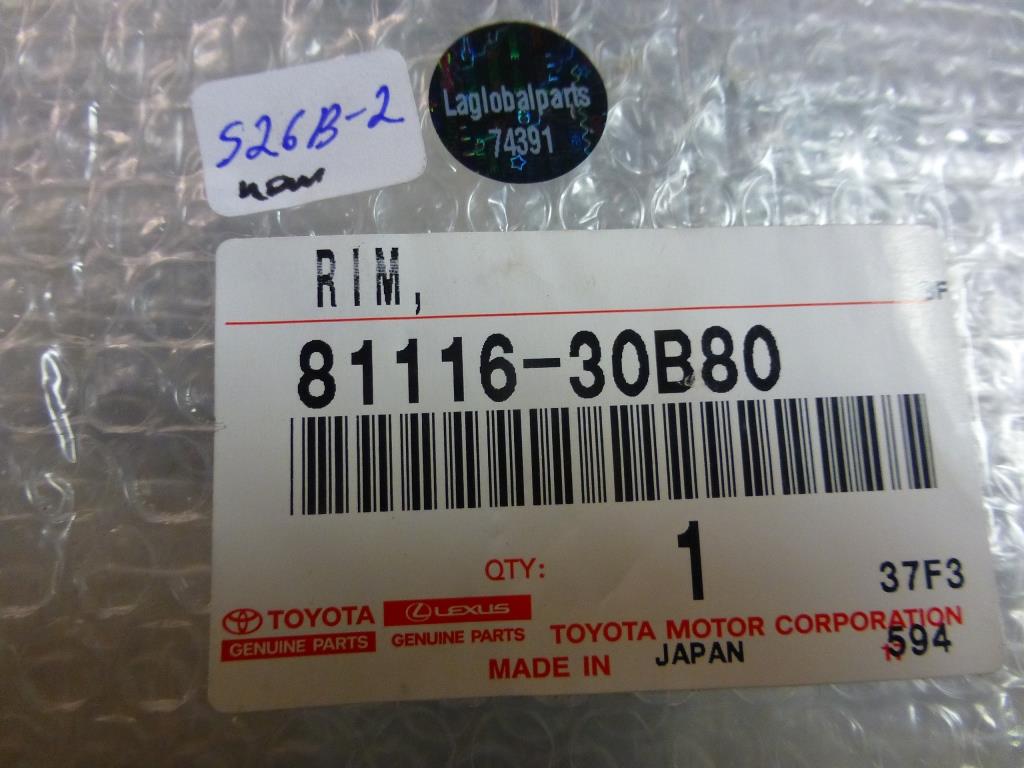 S26B-2
Laglobalparts
74391
RIM,
81116-30B80
QTY: 1
37F3
TOYOTA
GENUINE PARTS
LEXUS
GENUINE PARTS
TOYOTA MOTOR CORPORATION
594
MADE IN JAPAN